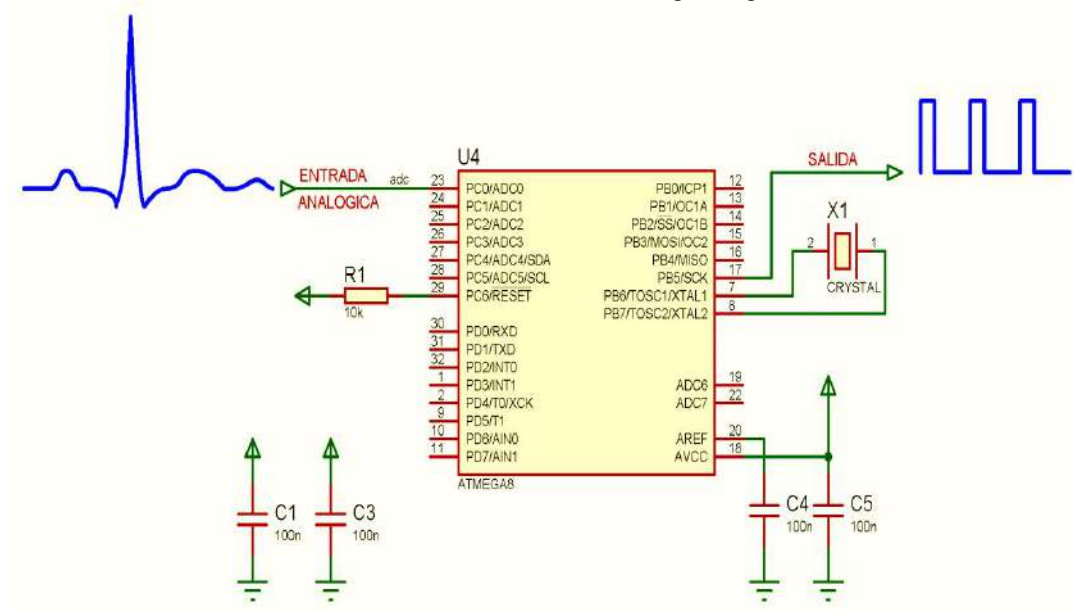 U4
SALIDA
ENTRADA
adc
ANALOGICA
23
PC0/ADC0
24
PC1/ADC1
25
PC2/ADC2
26
PC3/ADC3
27
PC4/ADC4/SDA
28
PC5/ADC5/SCL
29
PC6/RESET
30
PD0/RXD
31
PD1/TXD
32
PD2/INT0
1
PD3/INT1
2
PD4/T0/XCK
9
PD5/T1
10
PD6/AIN0
11
PD7/AIN1
ATMEGA8
PB0/ICP1
12
PB1/OC1A
13
PB2/SS/OC1B
14
PB3/MOSI/OC2
15
PB4/MISO
16
PB5/SCK
17
PB6/TOSC1/XTAL1
7
PB7/TOSC2/XTAL2
8
ADC6
19
ADC7
22
AREF
20
AVCC
18
X1
2
1
CRYSTAL
R1
10k
C1
100n
C3
100n
C4
100n
C5
100n